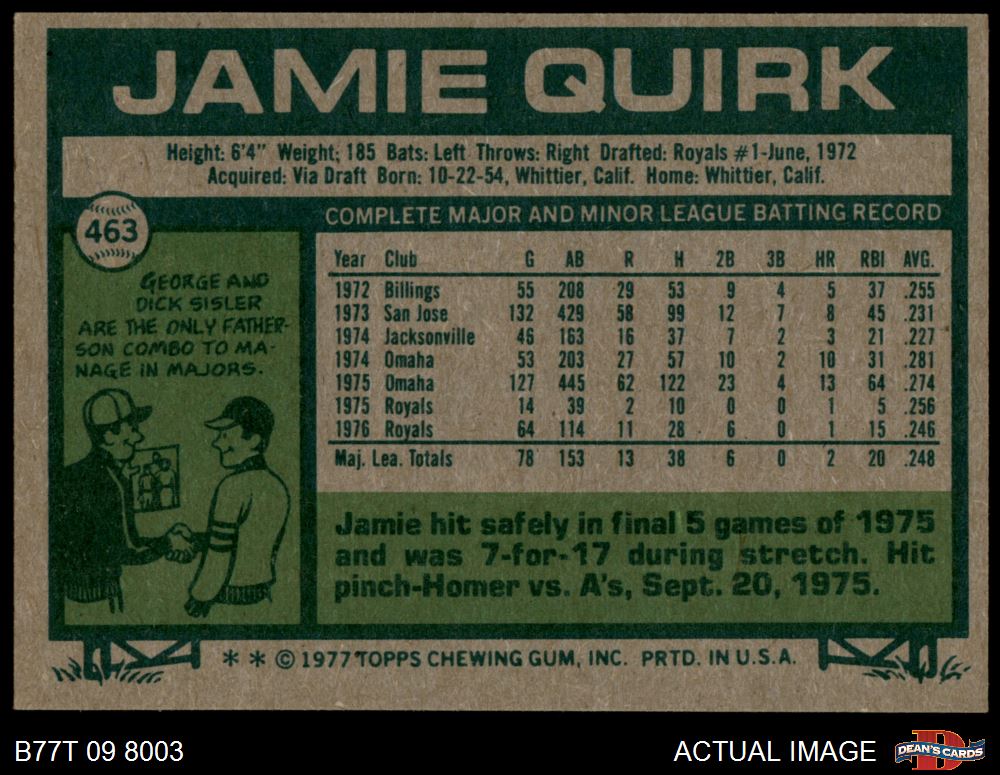 JAMIE QUIRK
Height: 6'4" Weight; 185 Bats: Left Throws: Right Drafted: Royals #1-June, 1972
Acquired: Via Draft Born: 10-22-54, Whittier, Calif. Home: Whittier, Calif.
463
GEORGE AND
DICK SISLER
ARE THE ONLY FATHER-
SON COMBO TO MA-
NAGE IN MAJORS.
COMPLETE MAJOR AND MINOR LEAGUE BATTING RECORD
Year Club G AB R H 2B 3B HR RBI AVG.
1972 Billings 55 208 29 53 9 4 5 37 .255
1973 San Jose 132 429 58 99 12 7 8 45 .231
1974 Jacksonville 46 163 16 37 7 2 3 21 .227
1974 Omaha 53 203 27 57 10 2 10 31 .281
1975 Omaha 127 445 62 122 23 4 13 64 .274
1975 Royals 14 39 2 10 0 0 1 5 .256
1976 Royals 64 114 11 28 6 0 1 15 .246
Maj. Lea. Totals 78 153 13 38 6 0 2 20 .248
Jamie hit safely in final 5 games of 1975
and was 7-for-17 during stretch. Hit
pinch-Homer vs. A's, Sept. 20, 1975.
* * © 1977 TOPPS CHEWING GUM, INC. PRTD. IN U.S.A.
B77T 09 8003
ACTUAL IMAGE
D
DEAN'S CARDS